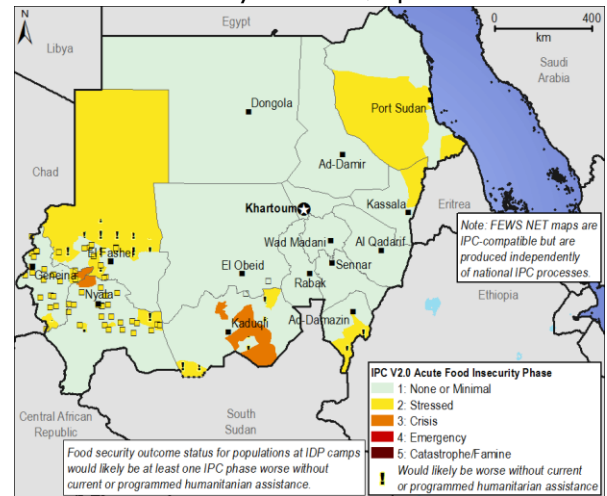 Egypt
0
400
km
N
Libya
Saudi
Arabia
Dongola
Port Sudan
Ad-Damir
Chad
Khartoum
Kassala
Eritrea
Note: FEWS NET maps are
IPC-compatible but are
produced independently
of national IPC processes.
Wad Madani
Al Qadarif
El Fasher
Geneina
El Obeid
Sennar
Rabak
Nyala
Ethiopia
Kaduqli
Ad-Damazin
IPC V2.0 Acute Food Insecurity Phase
1: None or Minimal
2: Stressed
3: Crisis
4: Emergency
5: Catastrophe/Famine
! Would likely be worse without
current or programmed
humanitarian assistance.
Central African
Republic
South
Sudan
Food security outcome status for populations at IDP camps
would likely be at least one IPC phase worse without
current or programmed humanitarian assistance.